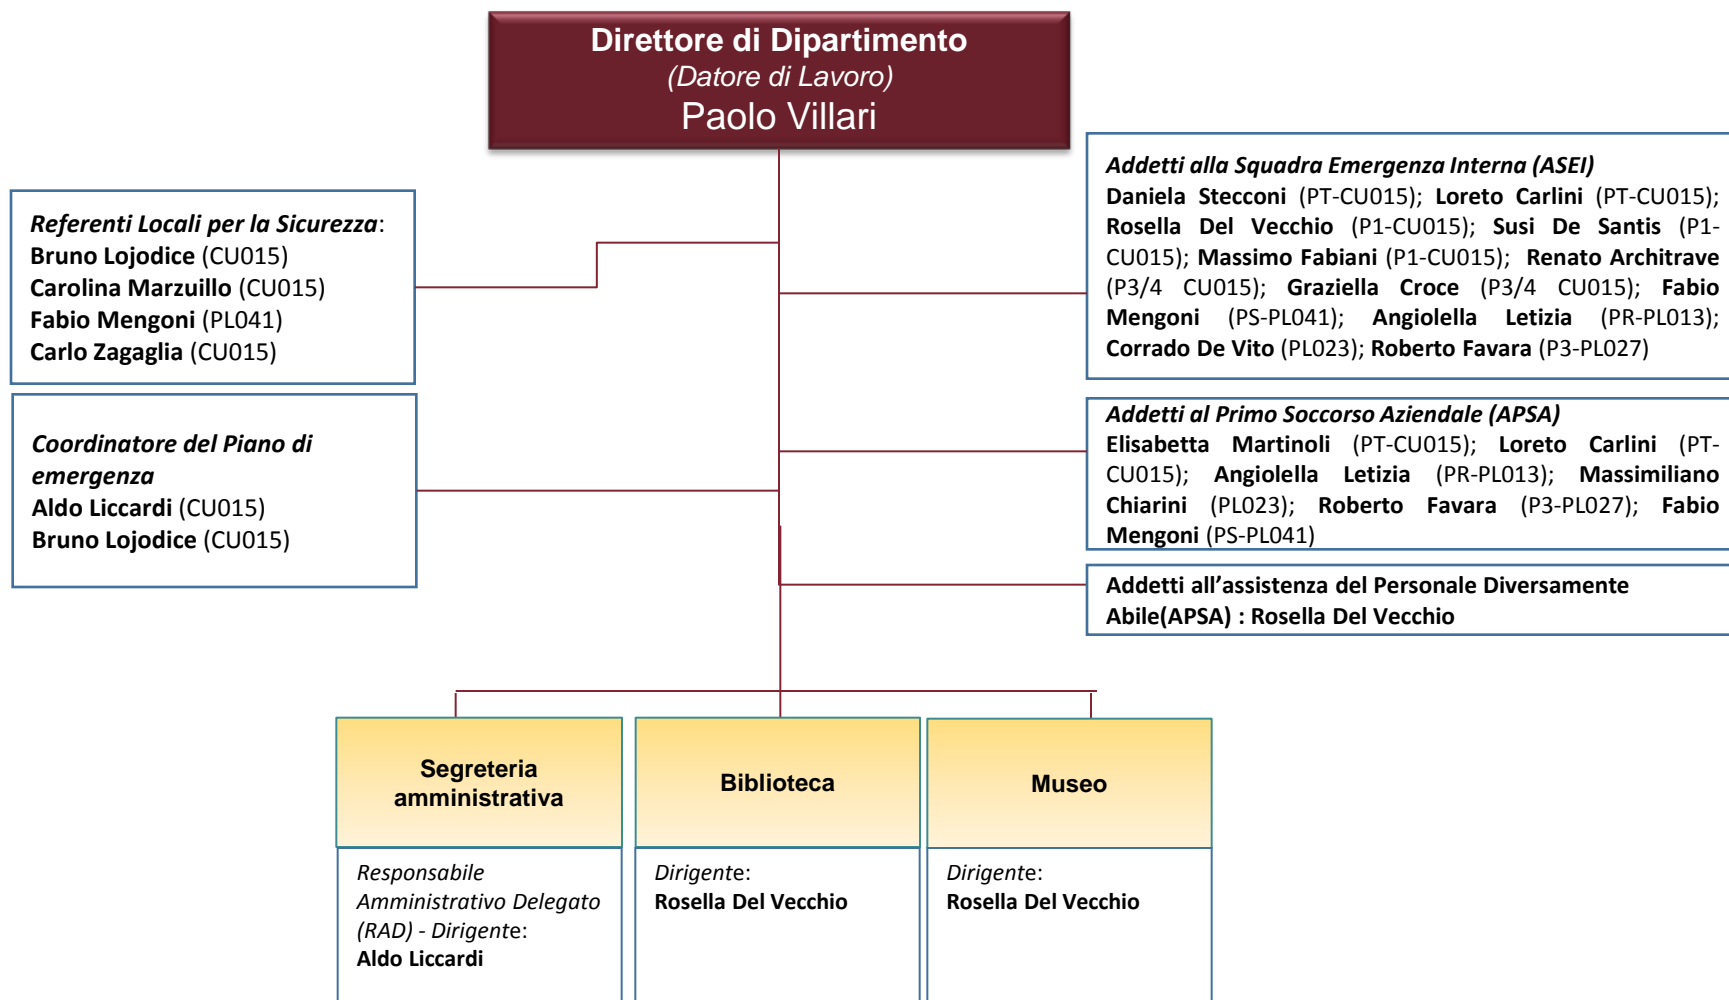 Direttore di Dipartimento
(Datore di Lavoro)
Paolo Villari
Referenti Locali per la Sicurezza:
Bruno Lojodice (CU015)
Carolina Marzuillo (CU015)
Fabio Mengoni (PL041)
Carlo Zagaglia (CU015)
Coordinatore del Piano di
emergenza
Aldo Liccardi (CU015)
Bruno Lojodice (CU015)
Addetti alla Squadra Emergenza Interna (ASEI)
Daniela Stecconi (PT-CU015); Loreto Carlini (PT-CU015);
Rosella Del Vecchio (P1-CU015); Susi De Santis (P1-
CU015); Massimo Fabiani (P1-CU015); Renato Architrave
(P3/4 CU015); Graziella Croce (P3/4 CU015); Fabio
Mengoni (PS-PL041); Angiolella Letizia (PR-PL013);
Corrado De Vito (PL023); Roberto Favara (P3-PL027)
Addetti al Primo Soccorso Aziendale (APSA)
Elisabetta Martinoli (PT-CU015); Loreto Carlini (PT-
CU015); Angiolella Letizia (PR-PL013); Massimiliano
Chiarini (PL023); Roberto Favara (P3-PL027); Fabio
Mengoni (PS-PL041)
Addetti all’assistenza del Personale Diversamente
Abile(APSA) : Rosella Del Vecchio
Segreteria
amministrativa
Responsabile
Amministrativo Delegato
(RAD) - Dirigente:
Aldo Liccardi
Biblioteca
Dirigente:
Rosella Del Vecchio
Museo
Dirigente:
Rosella Del Vecchio